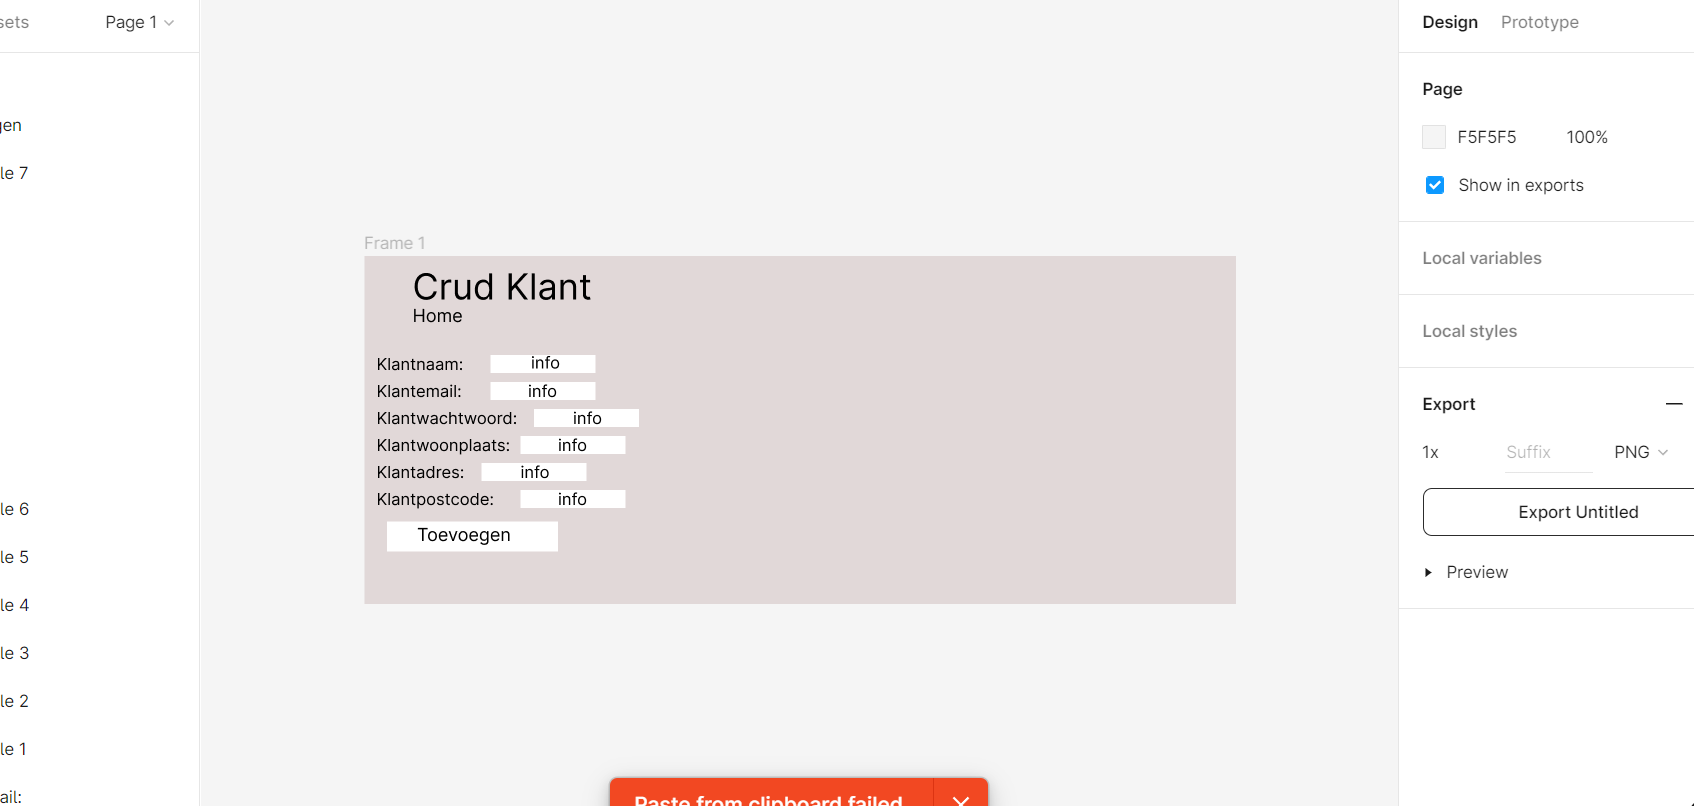 sets
Page 1
gen
le 7
le 6
le 5
le 4
le 3
le 2
le 1
ail:
Frame 1
Crud Klant
Home
Klantnaam: info
Klantemail: info
Klantwachtwoord: info
Klantwoonplaats: info
Klantadres: info
Klantpostcode: info
Toevoegen
Paste from clipboard failed
Design Prototype
Page
F5F5F5 100%
Show in exports
Local variables
Local styles
Export
1x Suffix PNG
Export Untitled
Preview